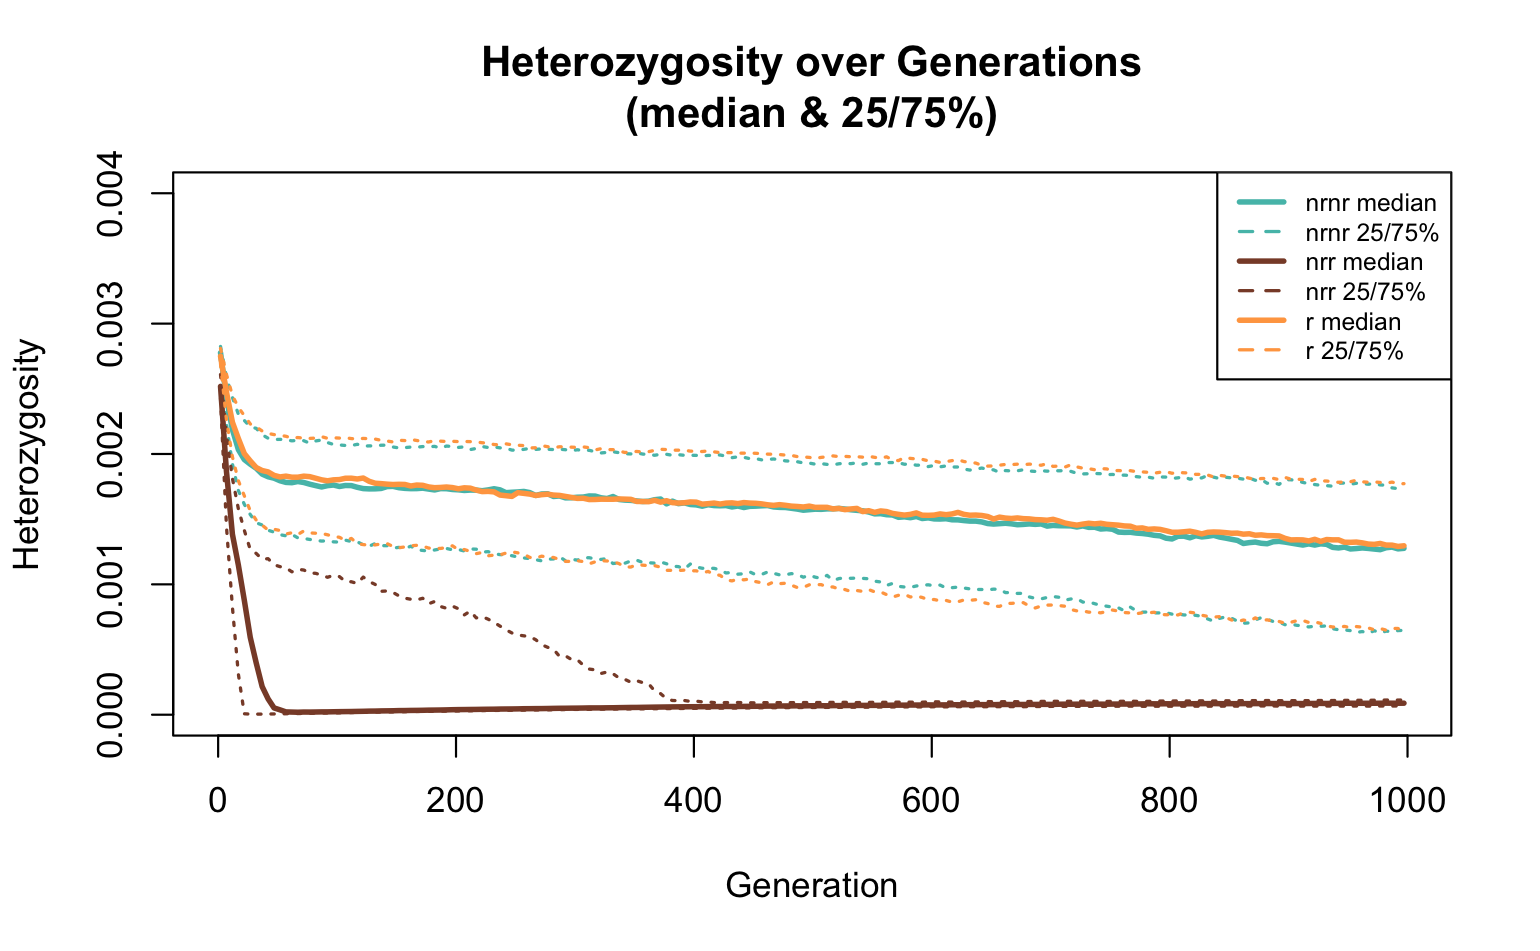 Heterozygosity over Generations
(median & 25/75%)
nrnr median
nrnr 25/75%
nrr median
nrr 25/75%
r median
r 25/75%
Heterozygosity
0.004
0.003
0.002
0.001
0.000
0 200 400 600 800 1000
Generation